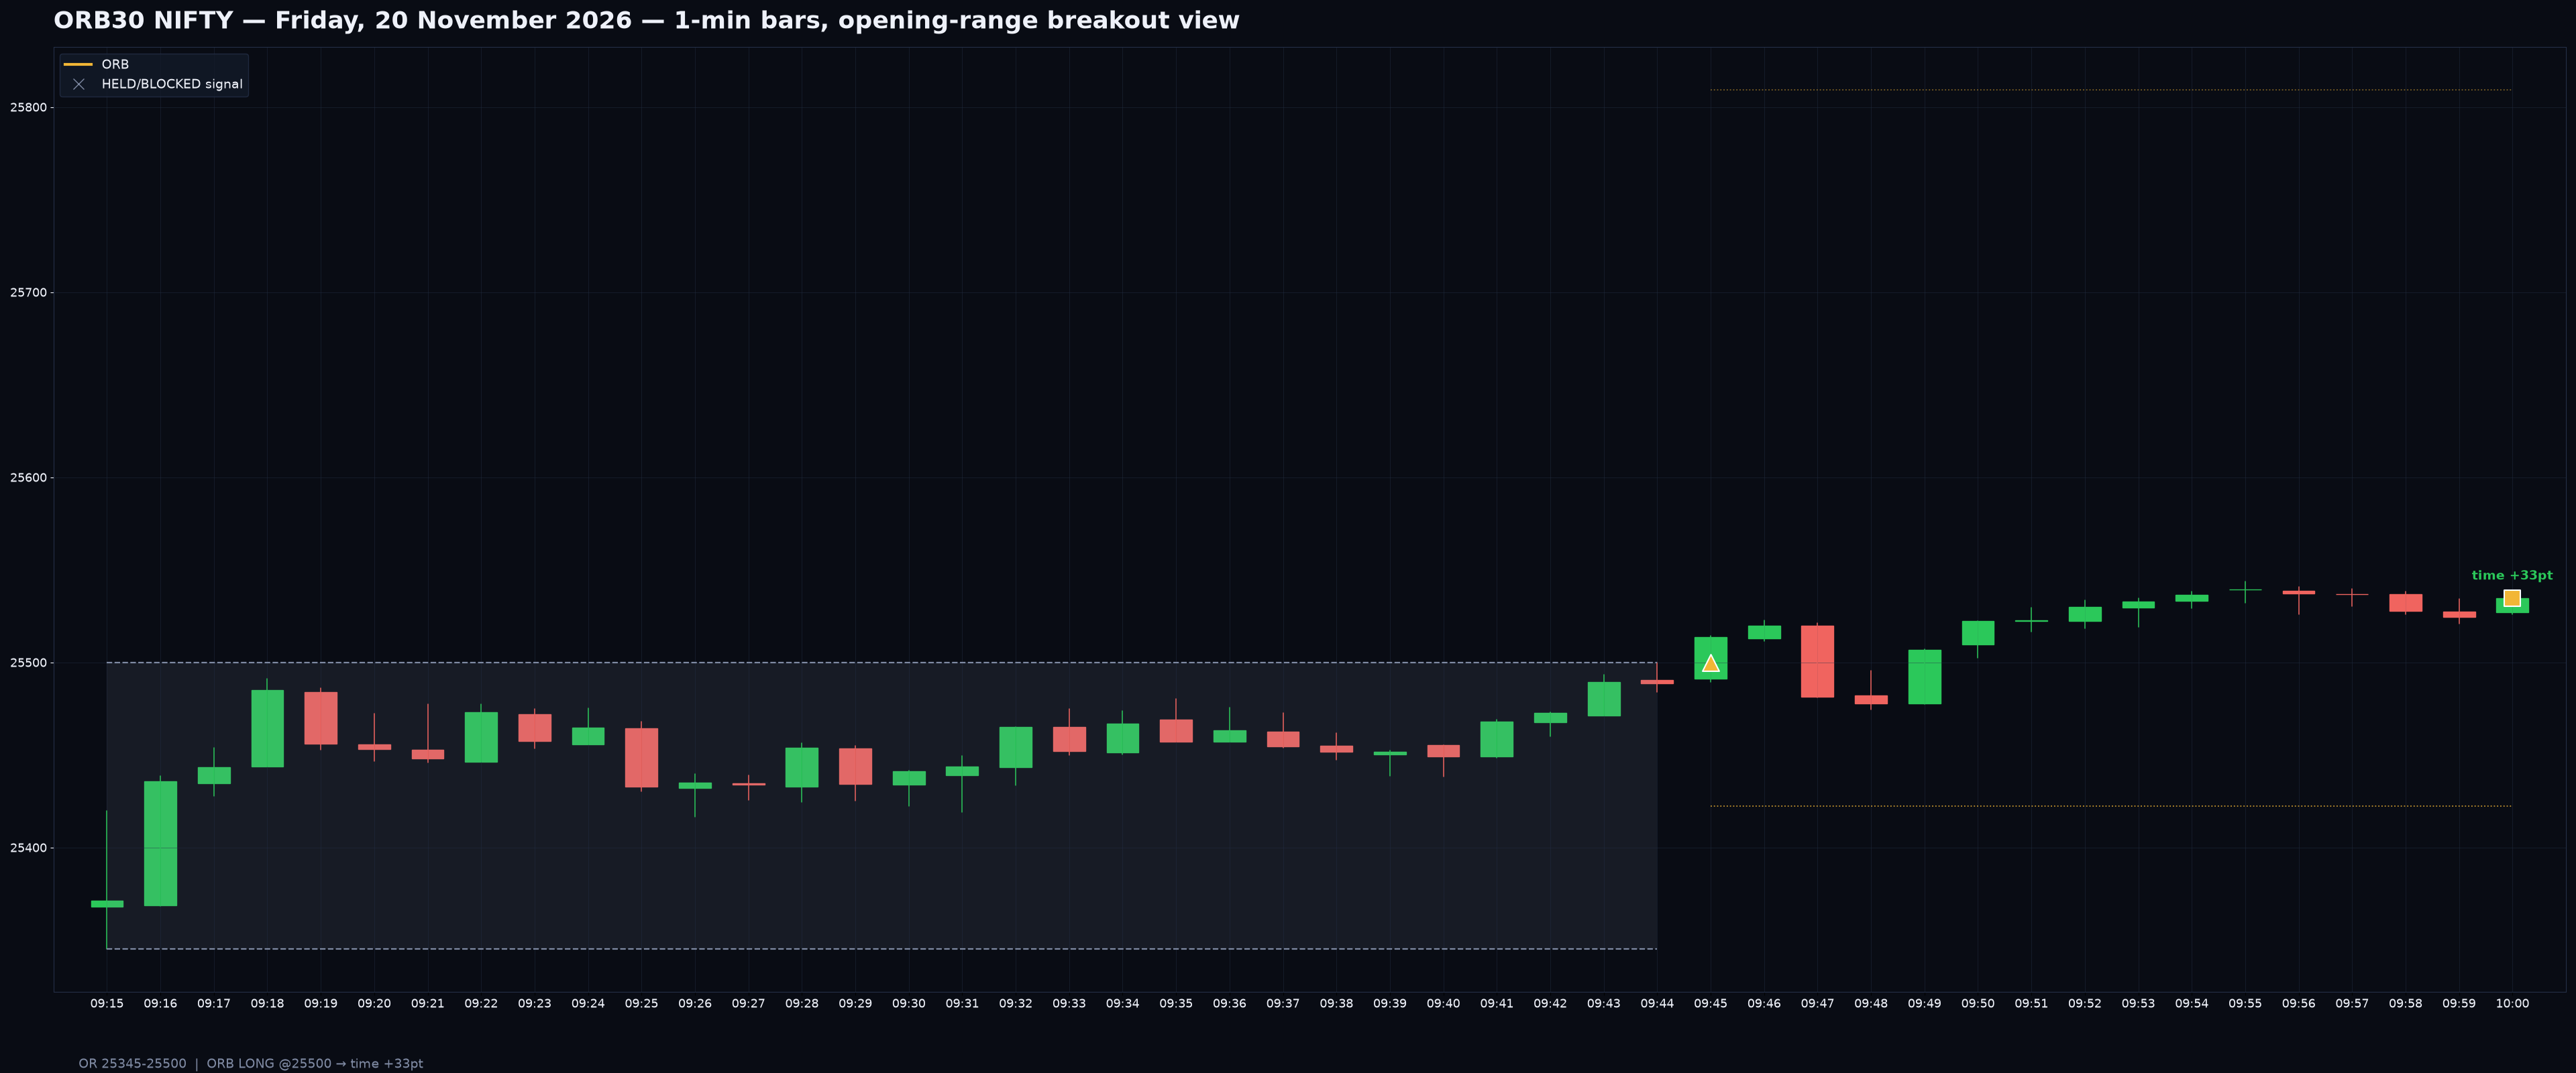 ORB30 NIFTY — Friday, 20 November 2026 — 1-min bars, opening-range breakout view
ORB
HELD/BLOCKED signal
25800
25700
25600
25500
25400
time +33pt
09:15 09:16 09:17 09:18 09:19 09:20 09:21 09:22 09:23 09:24 09:25 09:26 09:27 09:28 09:29 09:30 09:31 09:32 09:33 09:34 09:35 09:36 09:37 09:38 09:39 09:40 09:41 09:42 09:43 09:44 09:45 09:46 09:47 09:48 09:49 09:50 09:51 09:52 09:53 09:54 09:55 09:56 09:57 09:58 09:59 10:00
OR 25345-25500 | ORB LONG @25500 → time +33pt